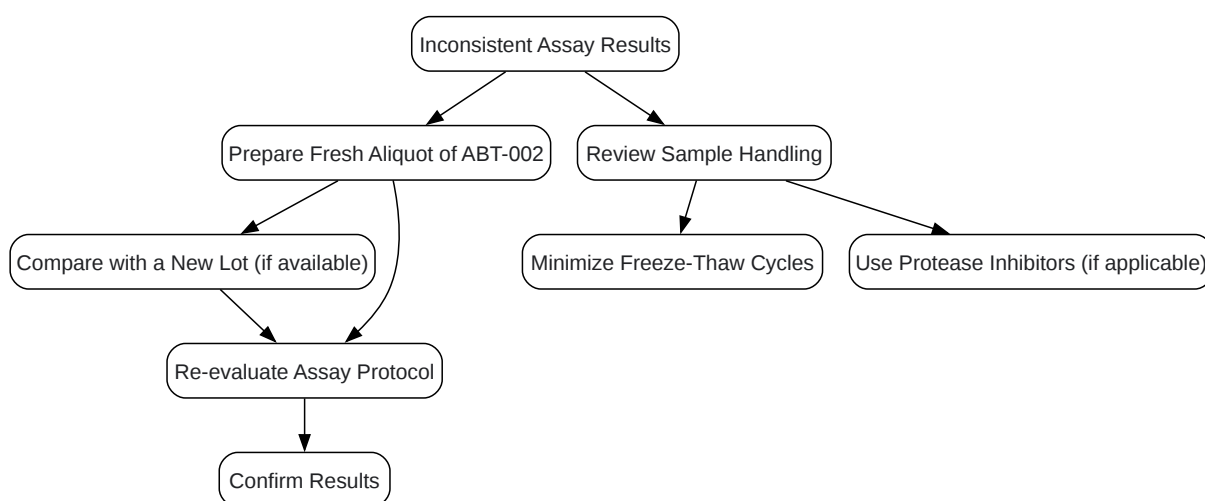 Inconsistent Assay Results
Prepare Fresh Aliquot of ABT-002
Review Sample Handling
Compare with a New Lot (if available)
Minimize Freeze-Thaw Cycles
Use Protease Inhibitors (if applicable)
Re-evaluate Assay Protocol
Confirm Results